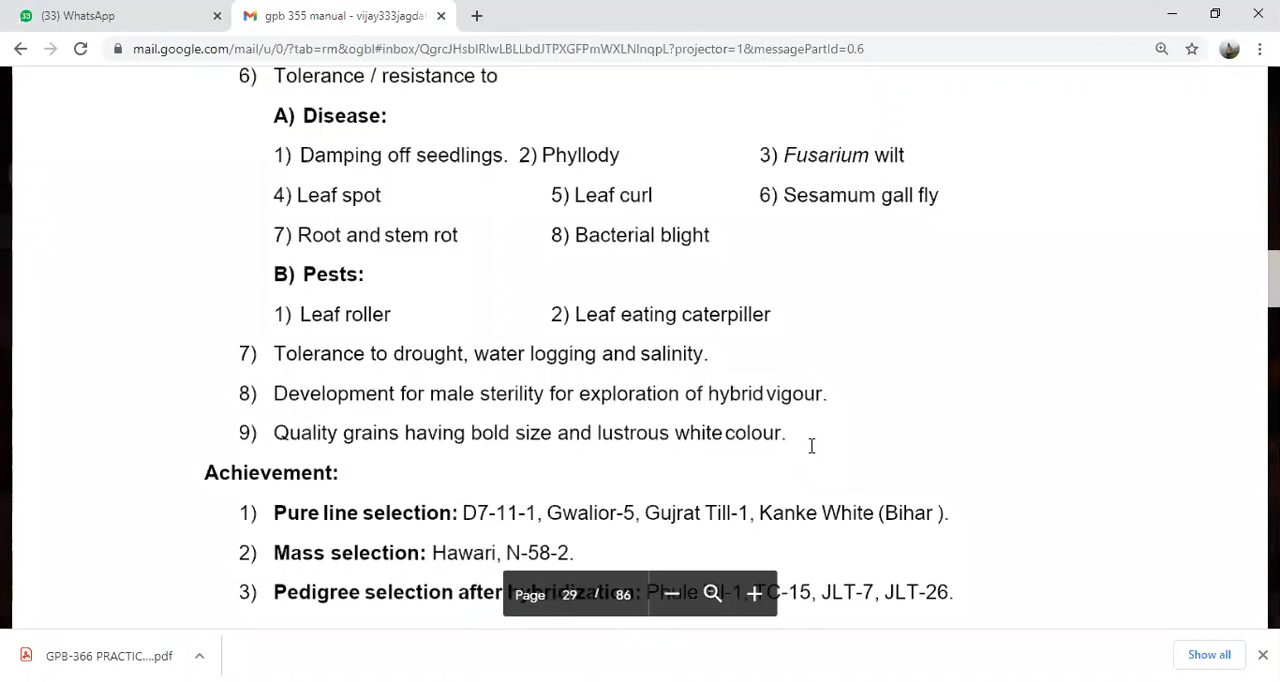 (33) WhatsApp
gpb 355 manual - vijay333jagda
mail.google.com/mail/u/0/?tab=rm&ogbl#inbox/QgrcJHsblRlwLBLLbdJTPXGFPmWXLNlnqpL?projector=1&messagePartId=0.6
6) Tolerance / resistance to
A) Disease:
1) Damping off seedlings. 2) Phyllody 3) Fusarium wilt
4) Leaf spot 5) Leaf curl 6) Sesamum gall fly
7) Root and stem rot 8) Bacterial blight
B) Pests:
1) Leaf roller 2) Leaf eating caterpiller
7) Tolerance to drought, water logging and salinity.
8) Development for male sterility for exploration of hybrid vigour.
9) Quality grains having bold size and lustrous white colour.
Achievement:
1) Pure line selection: D7-11-1, Gwalior-5, Gujrat Till-1, Kanke White (Bihar ).
2) Mass selection: Hawari, N-58-2.
3) Pedigree selection after hybridization: Phule Til-1, TC-15, JLT-7, JLT-26.
Page 29 / 86
GPB-366 PRACTIC....pdf
Show all